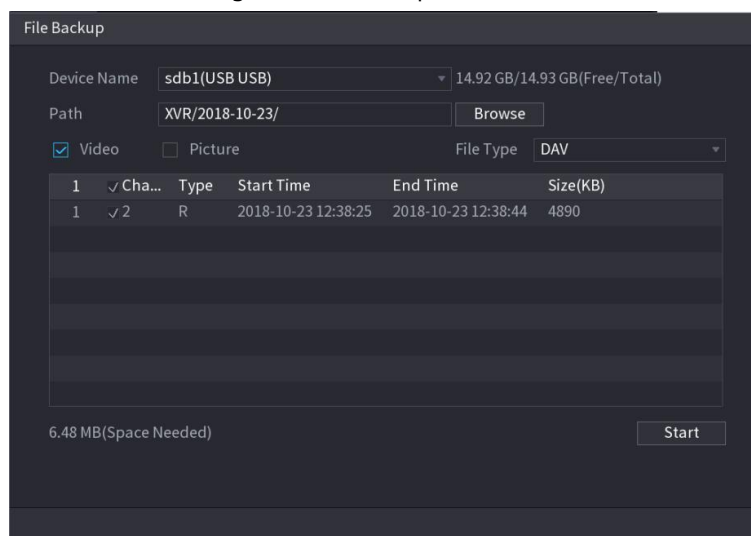 File Backup
Device Name sdb1(USB USB) 14.92 GB/14.93 GB(Free/Total)
Path XVR/2018-10-23/ Browse
Video Picture File Type DAV
1 Cha... Type Start Time End Time Size(KB)
1 2 R 2018-10-23 12:38:25 2018-10-23 12:38:44 4890
6.48 MB(Space Needed) Start